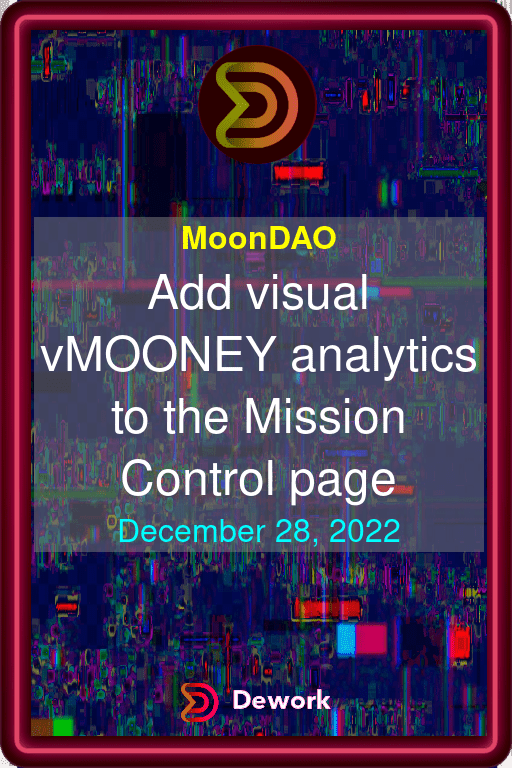 MoonDAO
Add visual
vMOONEY analytics
to the Mission
Control page
December 28, 2022
Dework